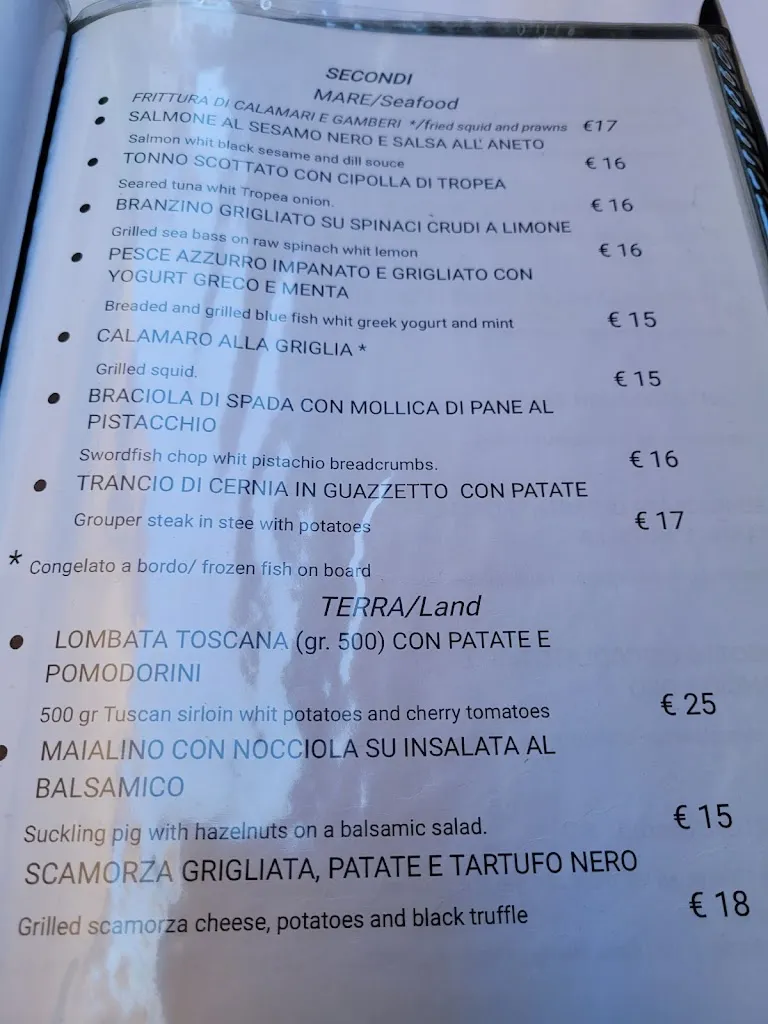 SECONDI
MARE/Seafood
• FRITTURA DI CALAMARI E GAMBERI */fried squid and prawns €17
• SALMONE AL SESAMO NERO E SALSA ALL' ANETO
Salmon whit black sesame and dill souce € 16
• TONNO SCOTTATO CON CIPOLLA DI TROPEA
Seared tuna whit Tropea onion. € 16
• BRANZINO GRIGLIATO SU SPINACI CRUDI A LIMONE
Grilled sea bass on raw spinach whit lemon € 16
• PESCE AZZURRO IMPANATO E GRIGLIATO CON
YOGURT GRECO E MENTA
Breaded and grilled blue fish whit greek yogurt and mint € 15
• CALAMARO ALLA GRIGLIA *
Grilled squid. € 15
• BRACIOLA DI SPADA CON MOLLICA DI PANE AL
PISTACCHIO
Swordfish chop whit pistachio breadcrumbs. € 16
• TRANCIO DI CERNIA IN GUAZZETTO CON PATATE
Grouper steak in stee with potatoes € 17
* Congelato a bordo/ frozen fish on board
TERRA/Land
• LOMBATA TOSCANA (gr. 500) CON PATATE E
POMODORINI
500 gr Tuscan sirloin whit potatoes and cherry tomatoes € 25
• MAIALINO CON NOCCIOLA SU INSALATA AL
BALSAMICO
Suckling pig with hazelnuts on a balsamic salad. € 15
SCAMORZA GRIGLIATA, PATATE E TARTUFO NERO
Grilled scamorza cheese, potatoes and black truffle € 18